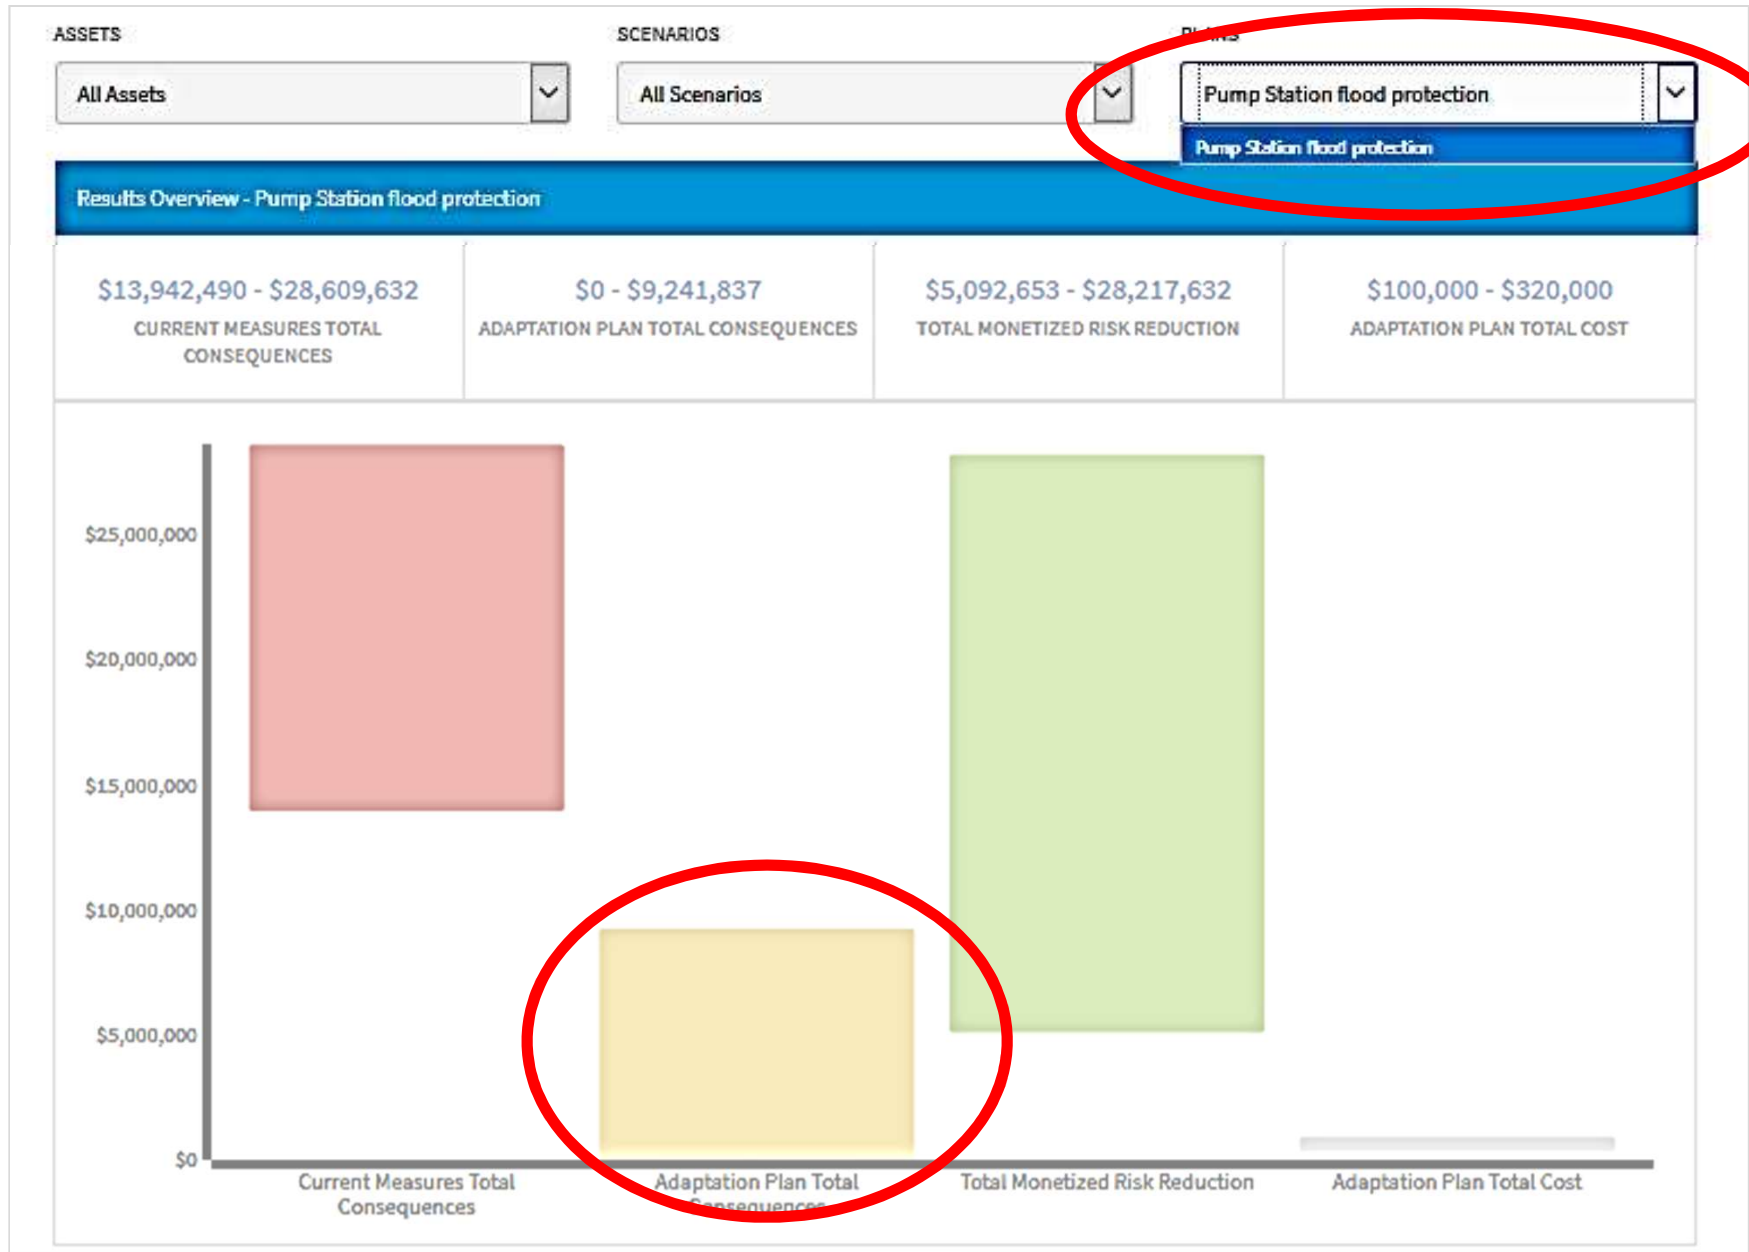 ASSETS
SCENARIOS
PLANS
All Assets
All Scenarios
Pump Station flood protection
Pump Station flood protection
Results Overview - Pump Station flood protection
$13,942,490 - $28,609,632
CURRENT MEASURES TOTAL
CONSEQUENCES
$0 - $9,241,837
ADAPTATION PLAN TOTAL CONSEQUENCES
$5,092,653 - $28,217,632
TOTAL MONETIZED RISK REDUCTION
$100,000 - $320,000
ADAPTATION PLAN TOTAL COST
$25,000,000
$20,000,000
$15,000,000
$10,000,000
$5,000,000
$0
Current Measures Total
Consequences
Adaptation Plan Total
Consequences
Total Monetized Risk Reduction
Adaptation Plan Total Cost